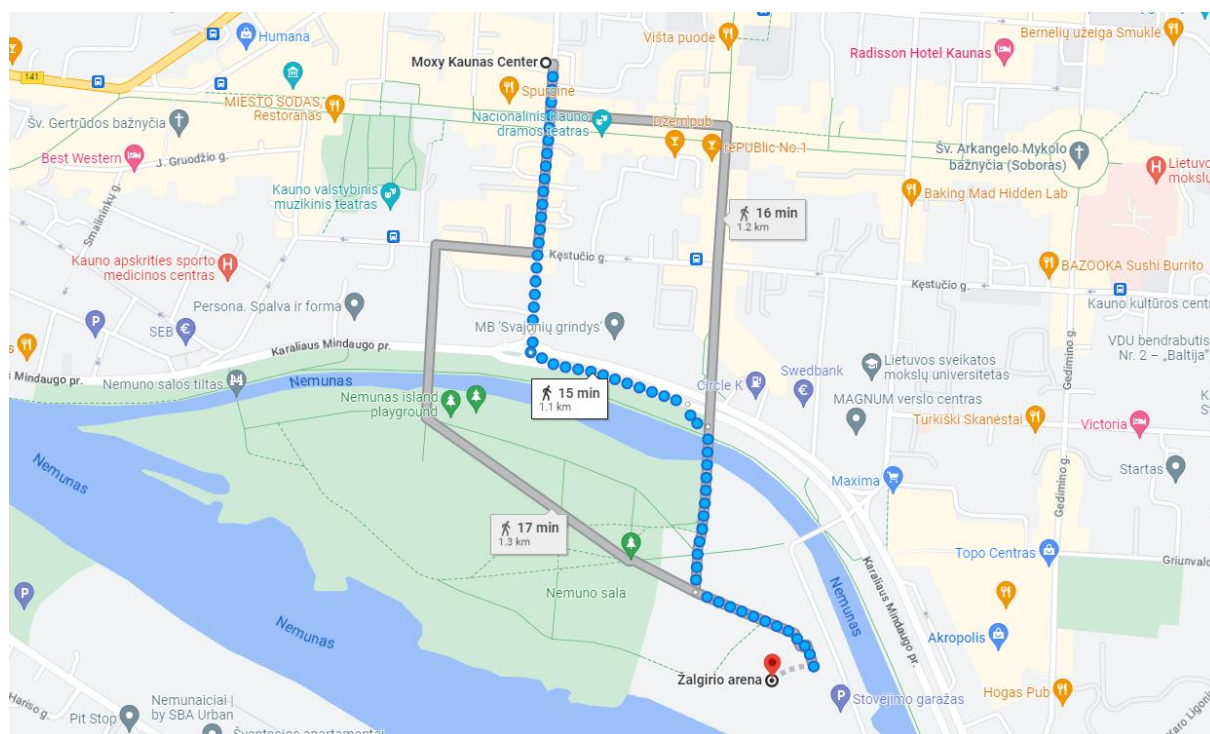 Humana
141
MIESTO SODAS,
Restoranas
Šv. Gertrūdos bažnyčia
Best Western
J. Gruodžio g.
Smalininkų g.
Kauno valstybinis
muzikinis teatras
Moxy Kaunas Center
Spurginė
Nacionalinis Kauno
dramos teatras
Višta puode
Džemlpub
rePUBlic No.1
Radisson Hotel Kaunas
Bernelių užeiga Smuklė
Šv. Arkangelo Mykolo
bažnyčia (Soboras)
Lietuvo
mokslų
Baking Mad Hidden Lab
16 min
1.2 km
Kauno apskrities sporto
medicinos centras
Kęstučio g.
Kęstučio g.
BAZOOKA Sushi Burrito
Kauno kultūros centr
Persona. Spalva ir forma
MB 'Svajonių grindys'
P
SEB
Karaliaus Mindaugo pr.
s Mindaugo pr.
Nemuno salos tiltas
Nemunas
Nemunas island
playground
15 min
1.1 km
Circle K
Swedbank
Lietuvos sveikatos
mokslų universitetas
MAGNUM verslo centras
Turkiški Skanėstai
Gedimino g.
VDU bendrabutis
Nr. 2 – „Baltija"
Victoria
Startas
Maxima
Nemunas
17 min
1.3 km
Nemuno sala
Nemunas
Nemunas
Karaliaus Mindaugo pr.
Gedimino g.
Topo Centras
Griunvalc
Akropolis
Hogas Pub
Žalgirio arena
P
Stovėjimo garažas
P
Hariso g.
Pit Stop
Nemunaiciai |
by SBA Urban